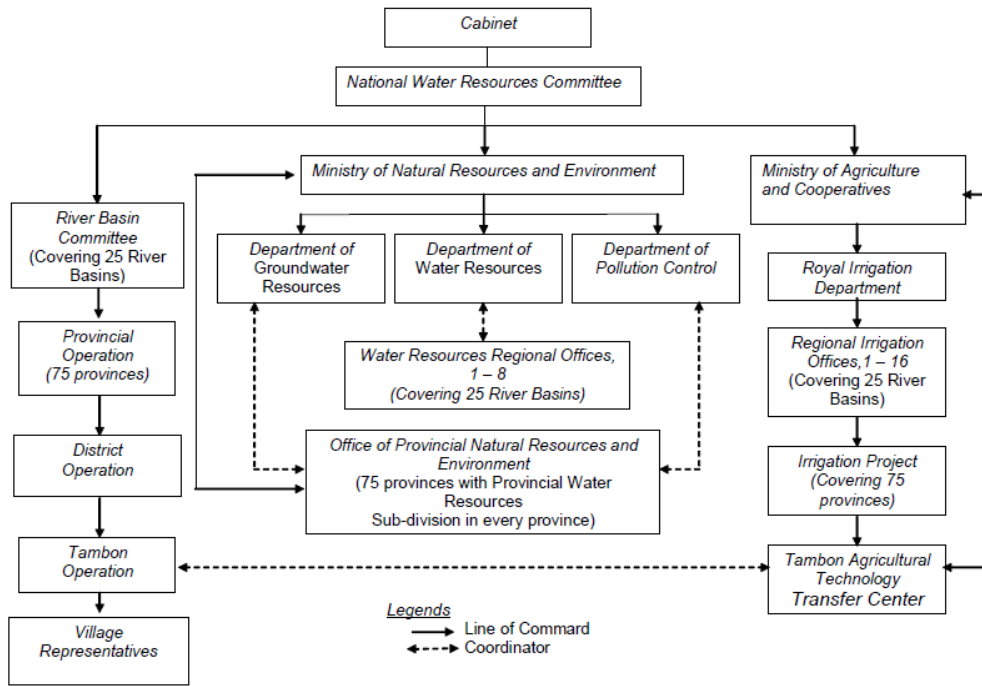 Cabinet
National Water Resources Committee
Ministry of Natural Resources and Environment
Ministry of Agriculture
and Cooperatives
River Basin
Committee
(Covering 25 River
Basins)
Department of
Groundwater
Resources
Department of
Water Resources
Department of
Pollution Control
Royal Irrigation
Department
Provincial
Operation
(75 provinces)
Water Resources Regional Offices,
1 – 8
(Covering 25 River Basins)
Regional Irrigation
Offices,1 – 16
(Covering 25 River
Basins)
District
Operation
Office of Provincial Natural Resources and
Environment
(75 provinces with Provincial Water
Resources
Sub-division in every province)
Irrigation Project
(Covering 75
provinces)
Tambon
Operation
Tambon Agricultural
Technology
Transfer Center
Village
Representatives
Legends
Line of Commard
Coordinator